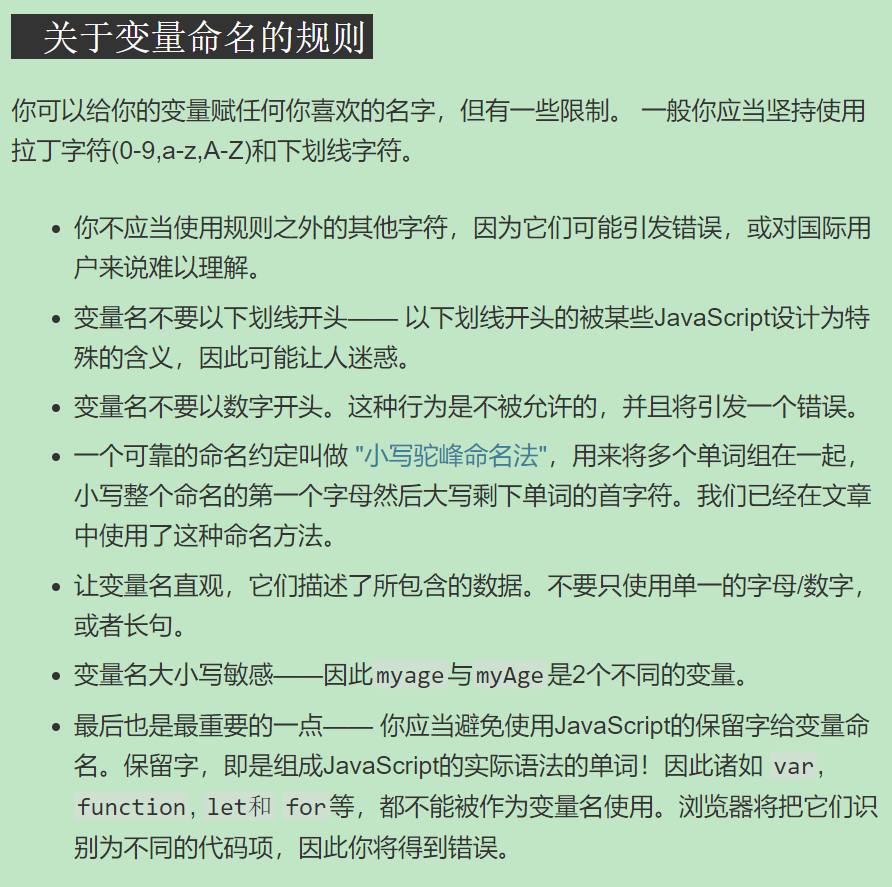 关于变量命名的规则
你可以给你的变量赋任何你喜欢的名字，但有一些限制。 一般你应当坚持使用
拉丁字符(0-9,a-z,A-Z)和下划线字符。
你不应当使用规则之外的其他字符，因为它们可能引发错误，或对国际用
户来说难以理解。
变量名不要以下划线开头—— 以下划线开头的被某些JavaScript设计为特
殊的含义，因此可能让人迷惑。
变量名不要以数字开头。这种行为是不被允许的，并且将引发一个错误。
一个可靠的命名约定叫做 "小写驼峰命名法"，用来将多个单词组在一起，
小写整个命名的第一个字母然后大写剩下单词的首字符。我们已经在文章
中使用了这种命名方法。
让变量名直观，它们描述了所包含的数据。不要只使用单一的字母/数字，
或者长句。
变量名大小写敏感——因此myage与myAge是2个不同的变量。
最后也是最重要的一点—— 你应当避免使用JavaScript的保留字给变量命
名。保留字，即是组成JavaScript的实际语法的单词！因此诸如 var,
function, let和 for等，都不能被作为变量名使用。浏览器将把它们识
别为不同的代码项，因此你将得到错误。